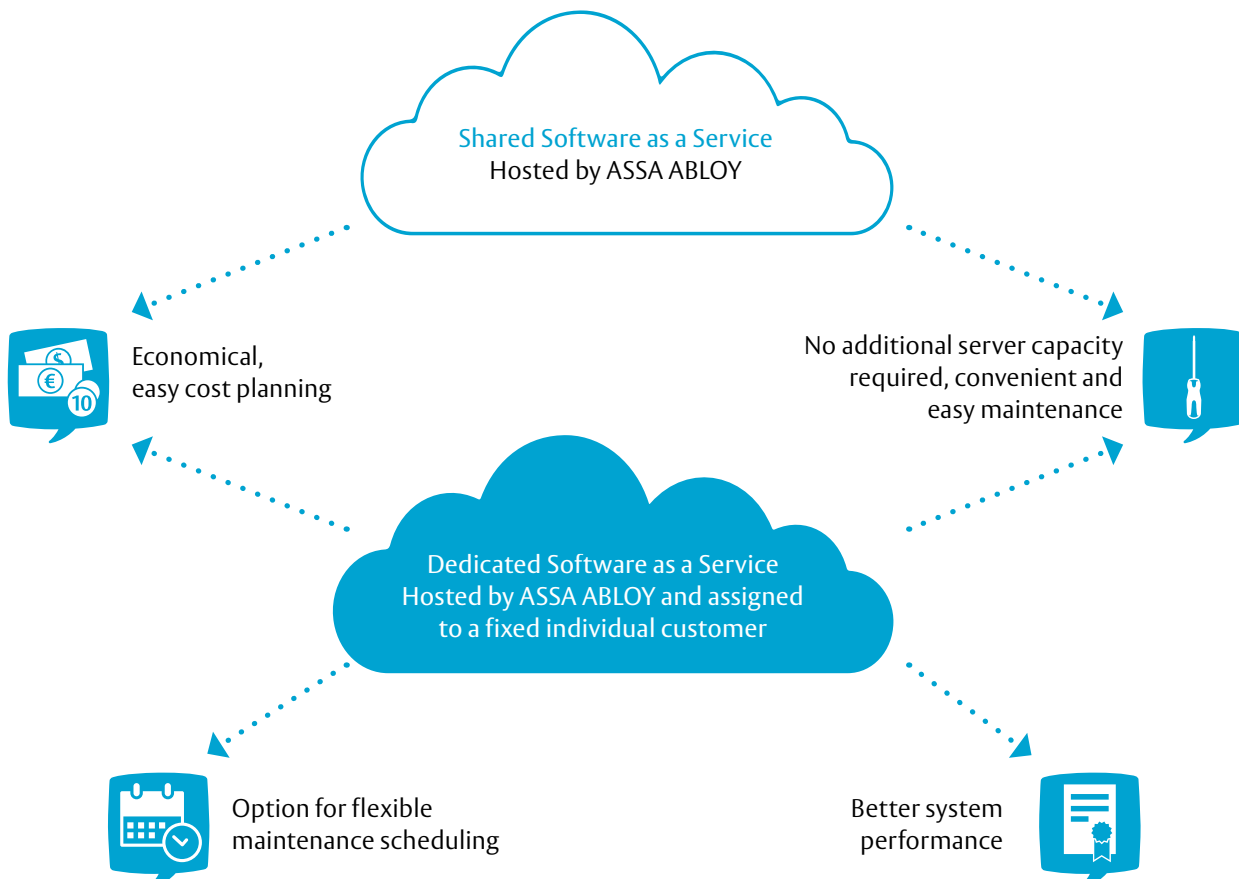 Shared Software as a Service
Hosted by ASSA ABLOY
Economical,
easy cost planning
$
€
10
No additional server capacity
required, convenient and
easy maintenance
Dedicated Software as a Service
Hosted by ASSA ABLOY and assigned
to a fixed individual customer
Option for flexible
maintenance scheduling
Better system
performance